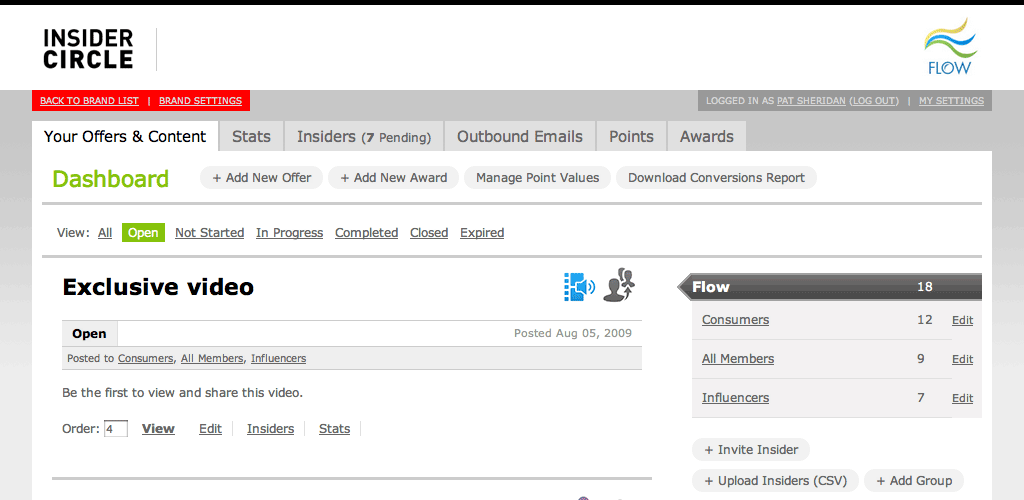 INSIDER
CIRCLE
FLOW
BACK TO BRAND LIST | BRAND SETTINGS
LOGGED IN AS PAT SHERIDAN (LOG OUT) | MY SETTINGS
Your Offers & Content Stats Insiders (7 Pending) Outbound Emails Points Awards
Dashboard + Add New Offer + Add New Award Manage Point Values Download Conversions Report
View: All Open Not Started In Progress Completed Closed Expired
Exclusive video
Open Posted Aug 05, 2009
Posted to Consumers, All Members, Influencers
Be the first to view and share this video.
Order: 4 View Edit Insiders Stats
Flow 18
Consumers 12 Edit
All Members 9 Edit
Influencers 7 Edit
+ Invite Insider
+ Upload Insiders (CSV) + Add Group